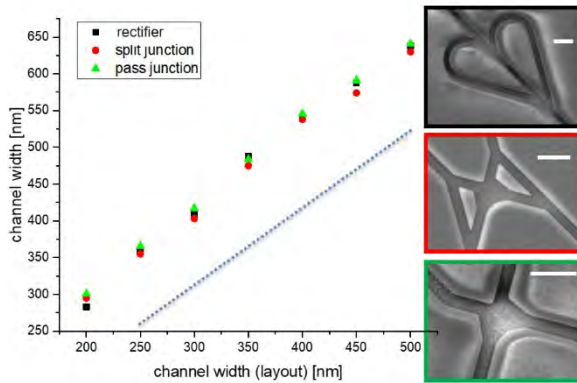 650
600
550
500
450
400
350
300
250
channel width [nm]
rectifier
split junction
pass junction
200 250 300 350 400 450 500
channel width (layout) [nm]